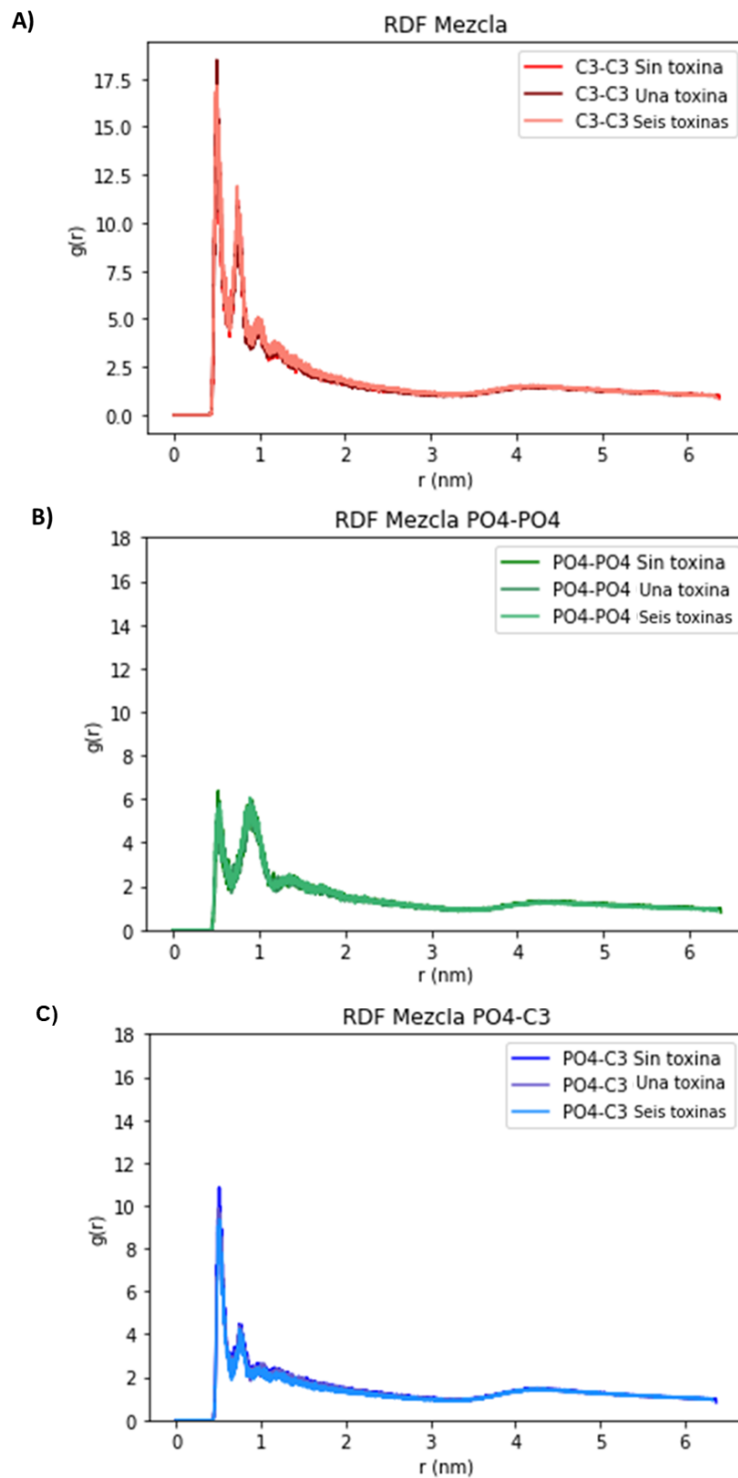 A)
RDF Mezcla
C3-C3 Sin toxina
C3-C3 Una toxina
C3-C3 Seis toxinas
17.5
15.0
12.5
10.0
7.5
5.0
2.5
0.0
g(r)
0 1 2 3 4 5 6
r (nm)
B)
RDF Mezcla PO4-PO4
PO4-PO4 Sin toxina
PO4-PO4 Una toxina
PO4-PO4 Seis toxinas
18
16
14
12
10
8
6
4
2
0
g(r)
0 1 2 3 4 5 6
r (nm)
C)
RDF Mezcla PO4-C3
PO4-C3 Sin toxina
PO4-C3 Una toxina
PO4-C3 Seis toxinas
18
16
14
12
10
8
6
4
2
0
g(r)
0 1 2 3 4 5 6
r (nm)